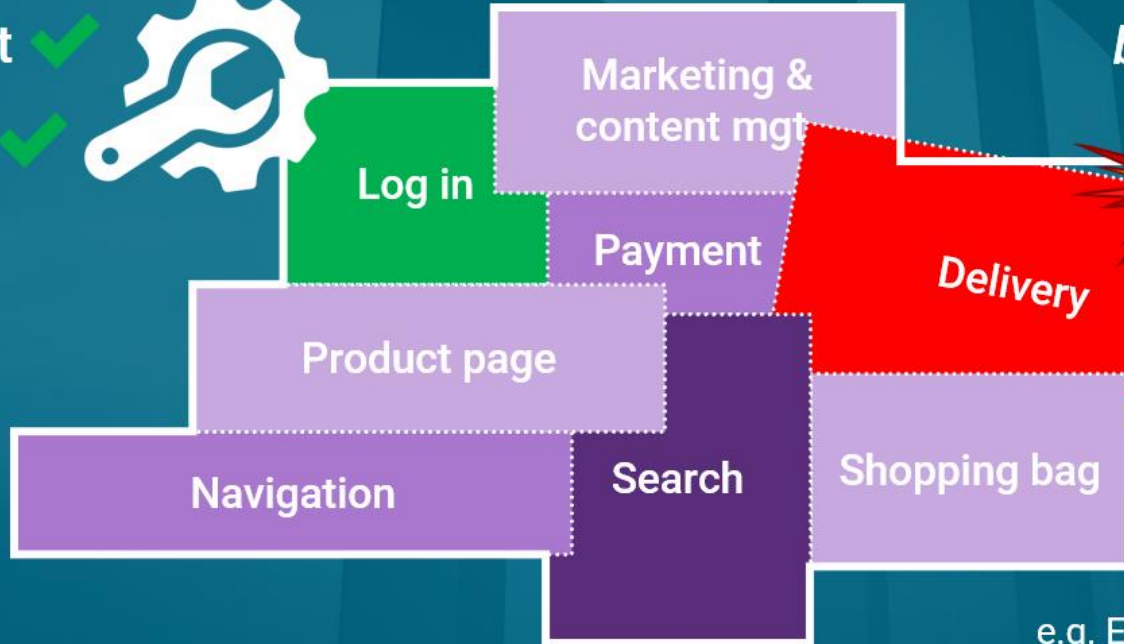 t
b
Marketing &
content mgt
Log in
Payment
Delivery
Product page
Search
Shopping bag
Navigation
e.g. E